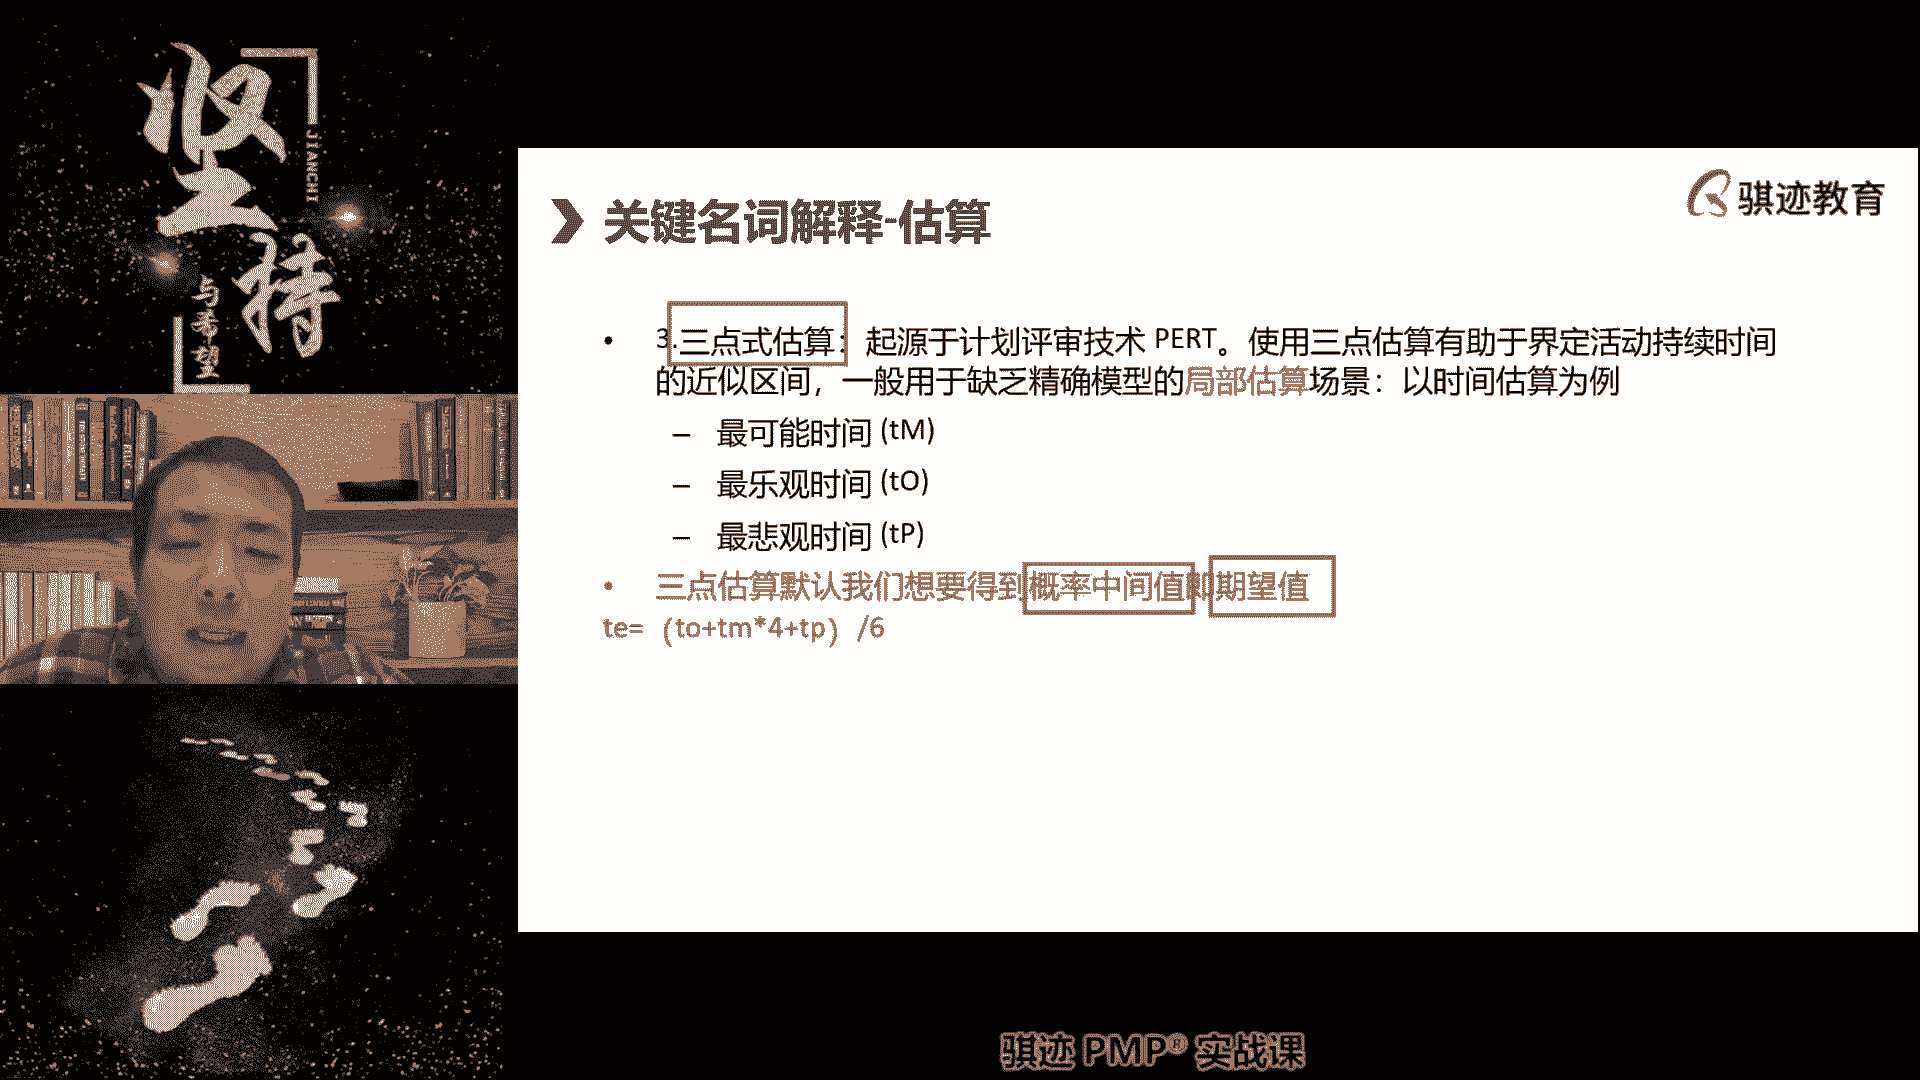 坚持
JIANCHI
与希望
骐迹教育
关键名词解释-估算
• 3.三点式估算：起源于计划评审技术 PERT。使用三点估算有助于界定活动持续时间
的近似区间，一般用于缺乏精确模型的局部估算场景：以时间估算为例
– 最可能时间 (tM)
– 最乐观时间 (tO)
– 最悲观时间 (tP)
• 三点估算默认我们想要得到概率中间值即期望值
te=（to+tm*4+tp）/6
骐迹 PMP® 实战课